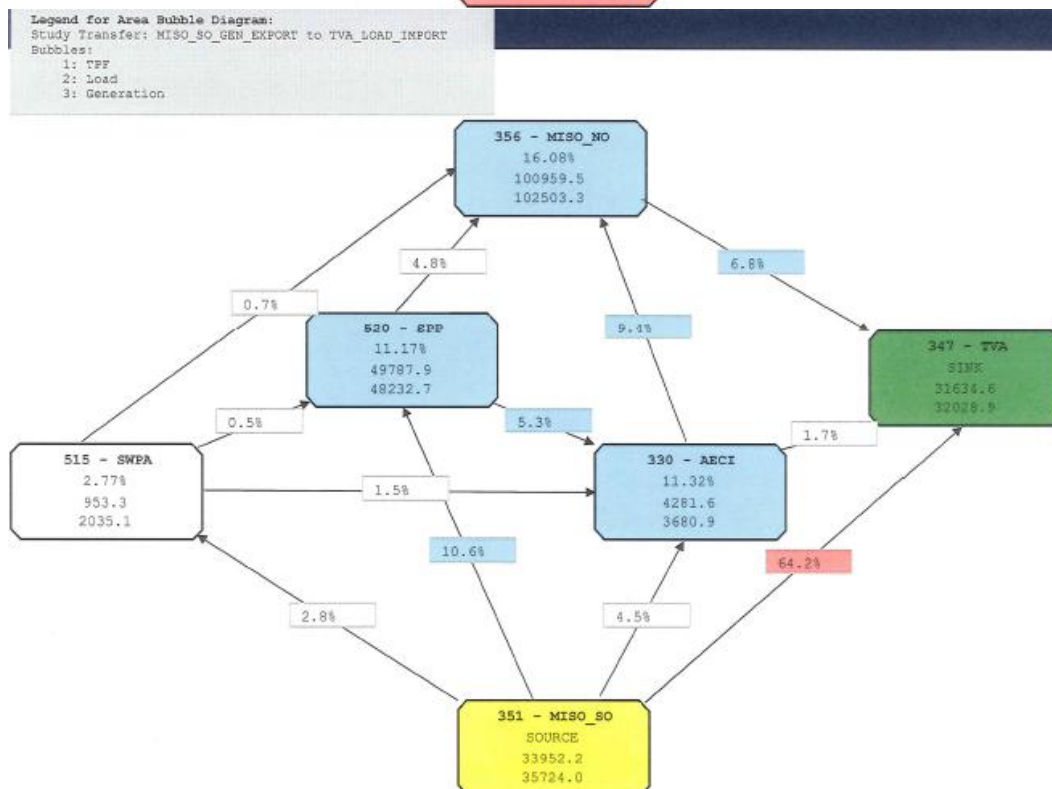 Legend for Area Bubble Diagram:
Study Transfer: MISO_SO_GEN_EXPORT to TVA_LOAD_IMPORT
Bubbles:
1: TPF
2: Load
3: Generation
356 - MISO_NO
16.08%
100959.5
102503.3
4.8%
6.8%
0.7%
9.4%
520 - SPP
11.17%
49787.9
48232.7
347 - TVA
SINK
31634.6
32028.9
0.5%
5.3%
1.7%
515 - SWPA
2.77%
953.3
2035.1
1.5%
330 - AECI
11.32%
4281.6
3680.9
10.6%
64.2%
2.8%
4.5%
351 - MISO_SO
SOURCE
33952.2
35724.0